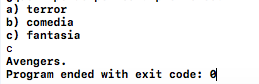 a) terror
b) comedia
c) fantasia
c
Avengers.
Program ended with exit code: 0